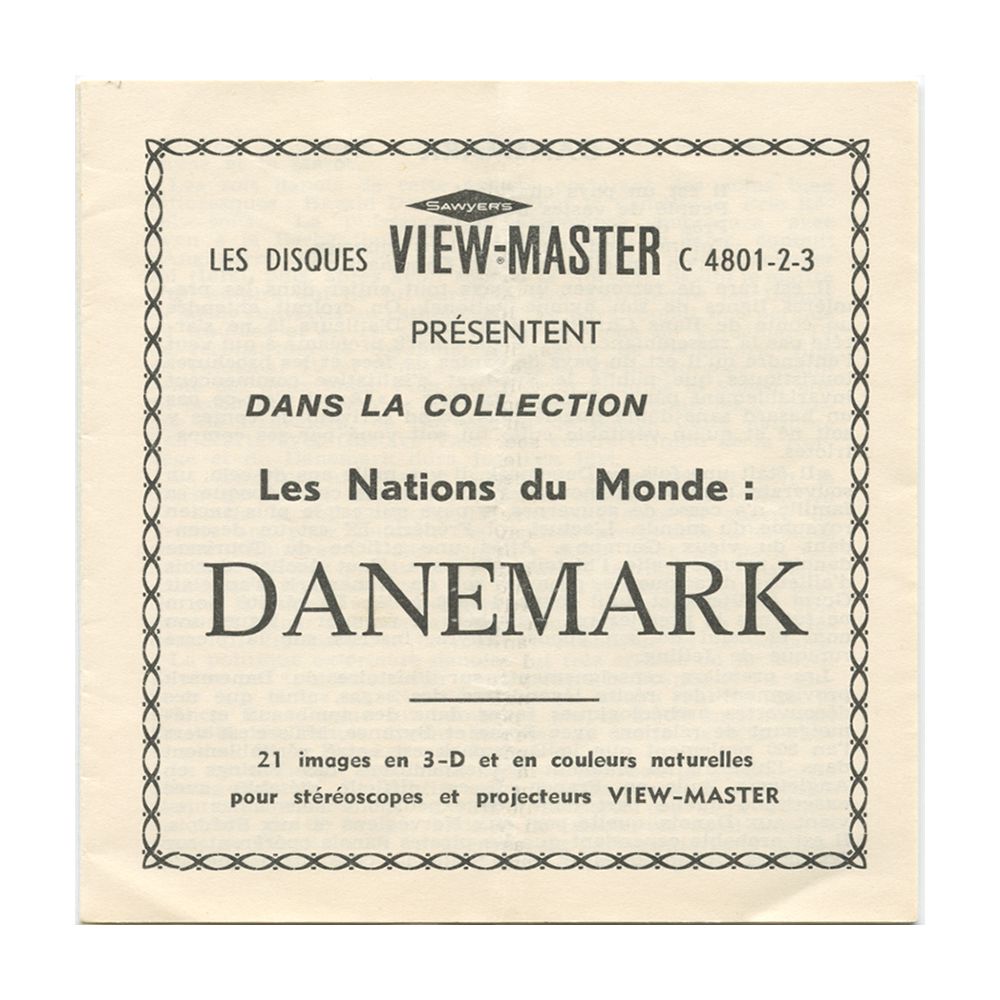 SAWYER'S
LES DISQUES VIEW-MASTER® C 4801-2-3
PRÉSENTENT
DANS LA COLLECTION
Les Nations du Monde :
DANEMARK
21 images en 3-D et en couleurs naturelles
pour stéréoscopes et projecteurs VIEW-MASTER